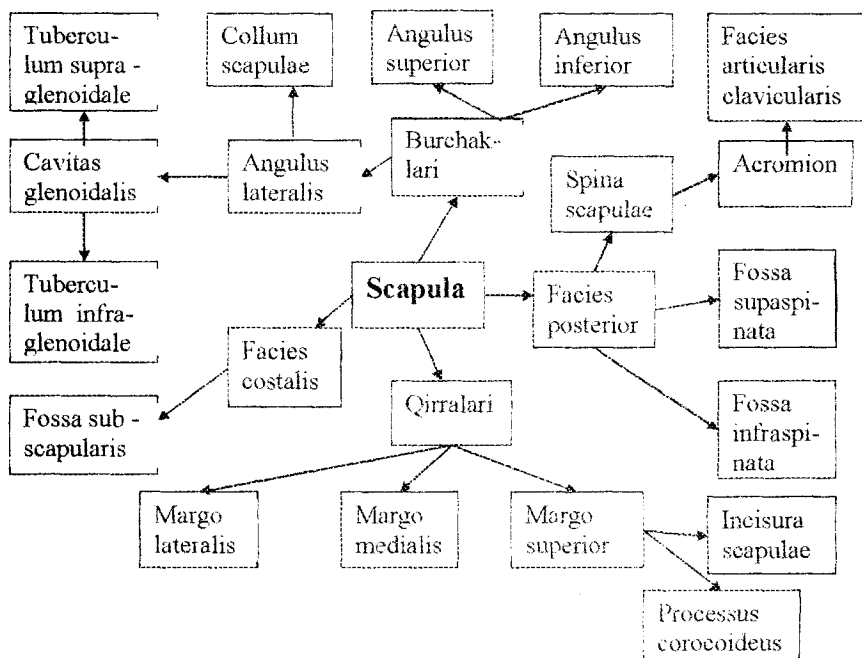 Tubercu-
lum supra -
glenoidale
Collum
scapulae
Angulus
superior
Angulus
inferior
Facies
articularis
clavicularis
Cavitas
glenoidalis
Angulus
lateralis
Burchak-
lari
Spina
scapulae
Acromion
Tubercu-
lum infra-
glenoidale
Scapula
Facies
posterior
Fossa
supaspi-
nata
Facies
costalis
Fossa sub -
scapularis
Qirralari
Fossa
infraspi-
nata
Margo
lateralis
Margo
medialis
Margo
superior
Incisura
scapulae
Processus
corocoideus